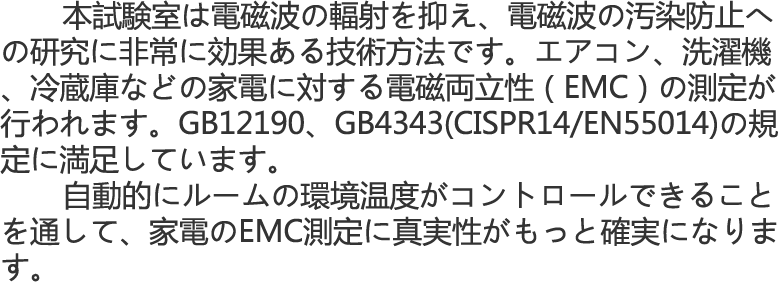 本試験室は電磁波の輻射を抑え、電磁波の汚染防止へ
の研究に非常に効果ある技術方法です。エアコン、洗濯機
、冷蔵庫などの家電に対する電磁両立性（EMC）の測定が
行われます。GB12190、GB4343(CISPR14/EN55014)の規
定に満足しています。
自動的にルームの環境温度がコントロールできること
を通して、家電のEMC測定に真実性がもっと確実になりま
す。